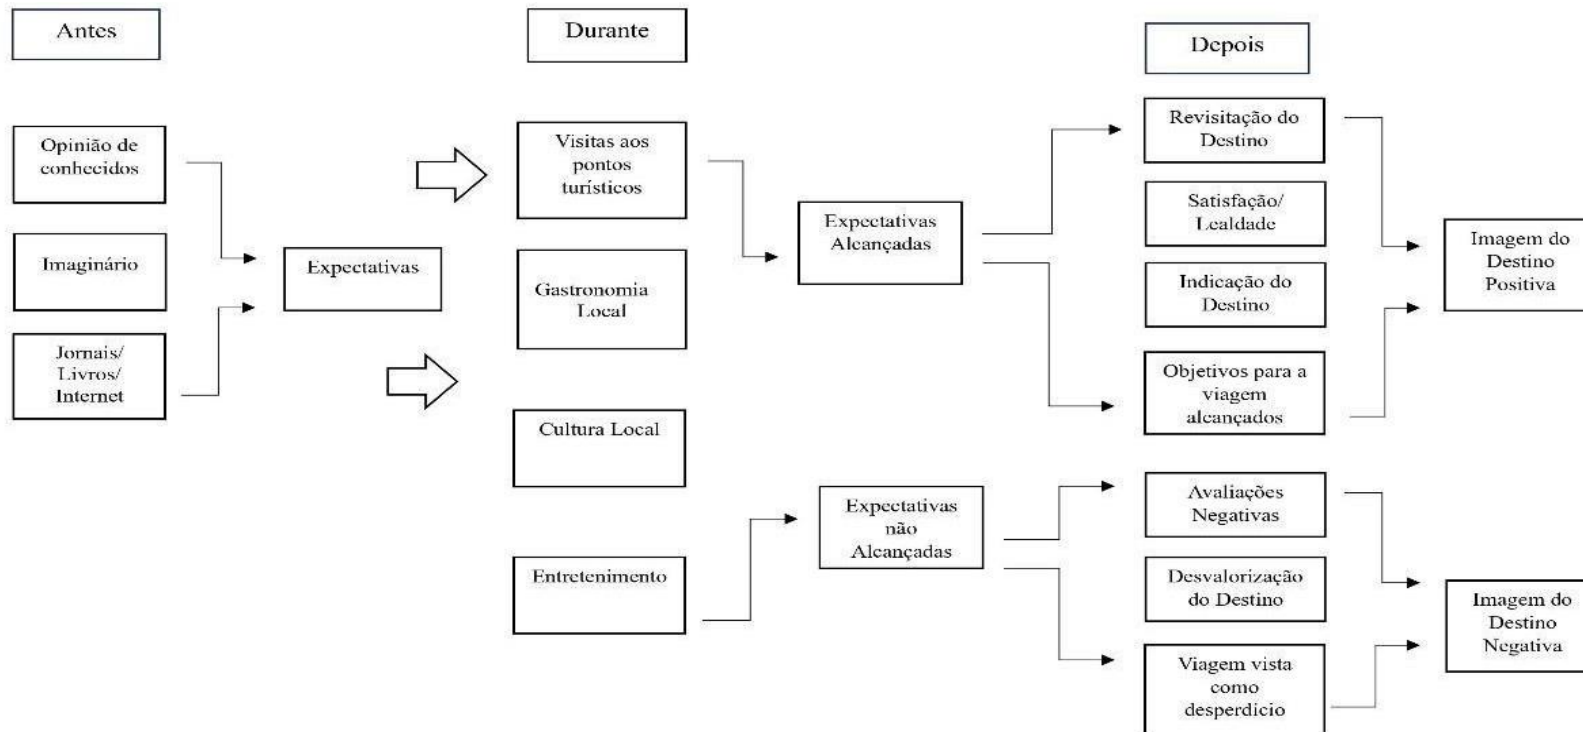 Antes
Durante
Depois
Opinião de
conhecidos
Imaginário
Jornais/
Livros/
Internet
Expectativas
Visitas aos
pontos
turísticos
Gastronomia
Local
Cultura Local
Entretenimento
Expectativas
Alcançadas
Expectativas
não
Alcançadas
Revisitação do
Destino
Satisfação/
Lealdade
Indicação do
Destino
Objetivos para a
viagem
alcançados
Avaliações
Negativas
Desvalorização
do Destino
Viagem vista
como
desperdício
Imagem do
Destino
Positiva
Imagem do
Destino
Negativa